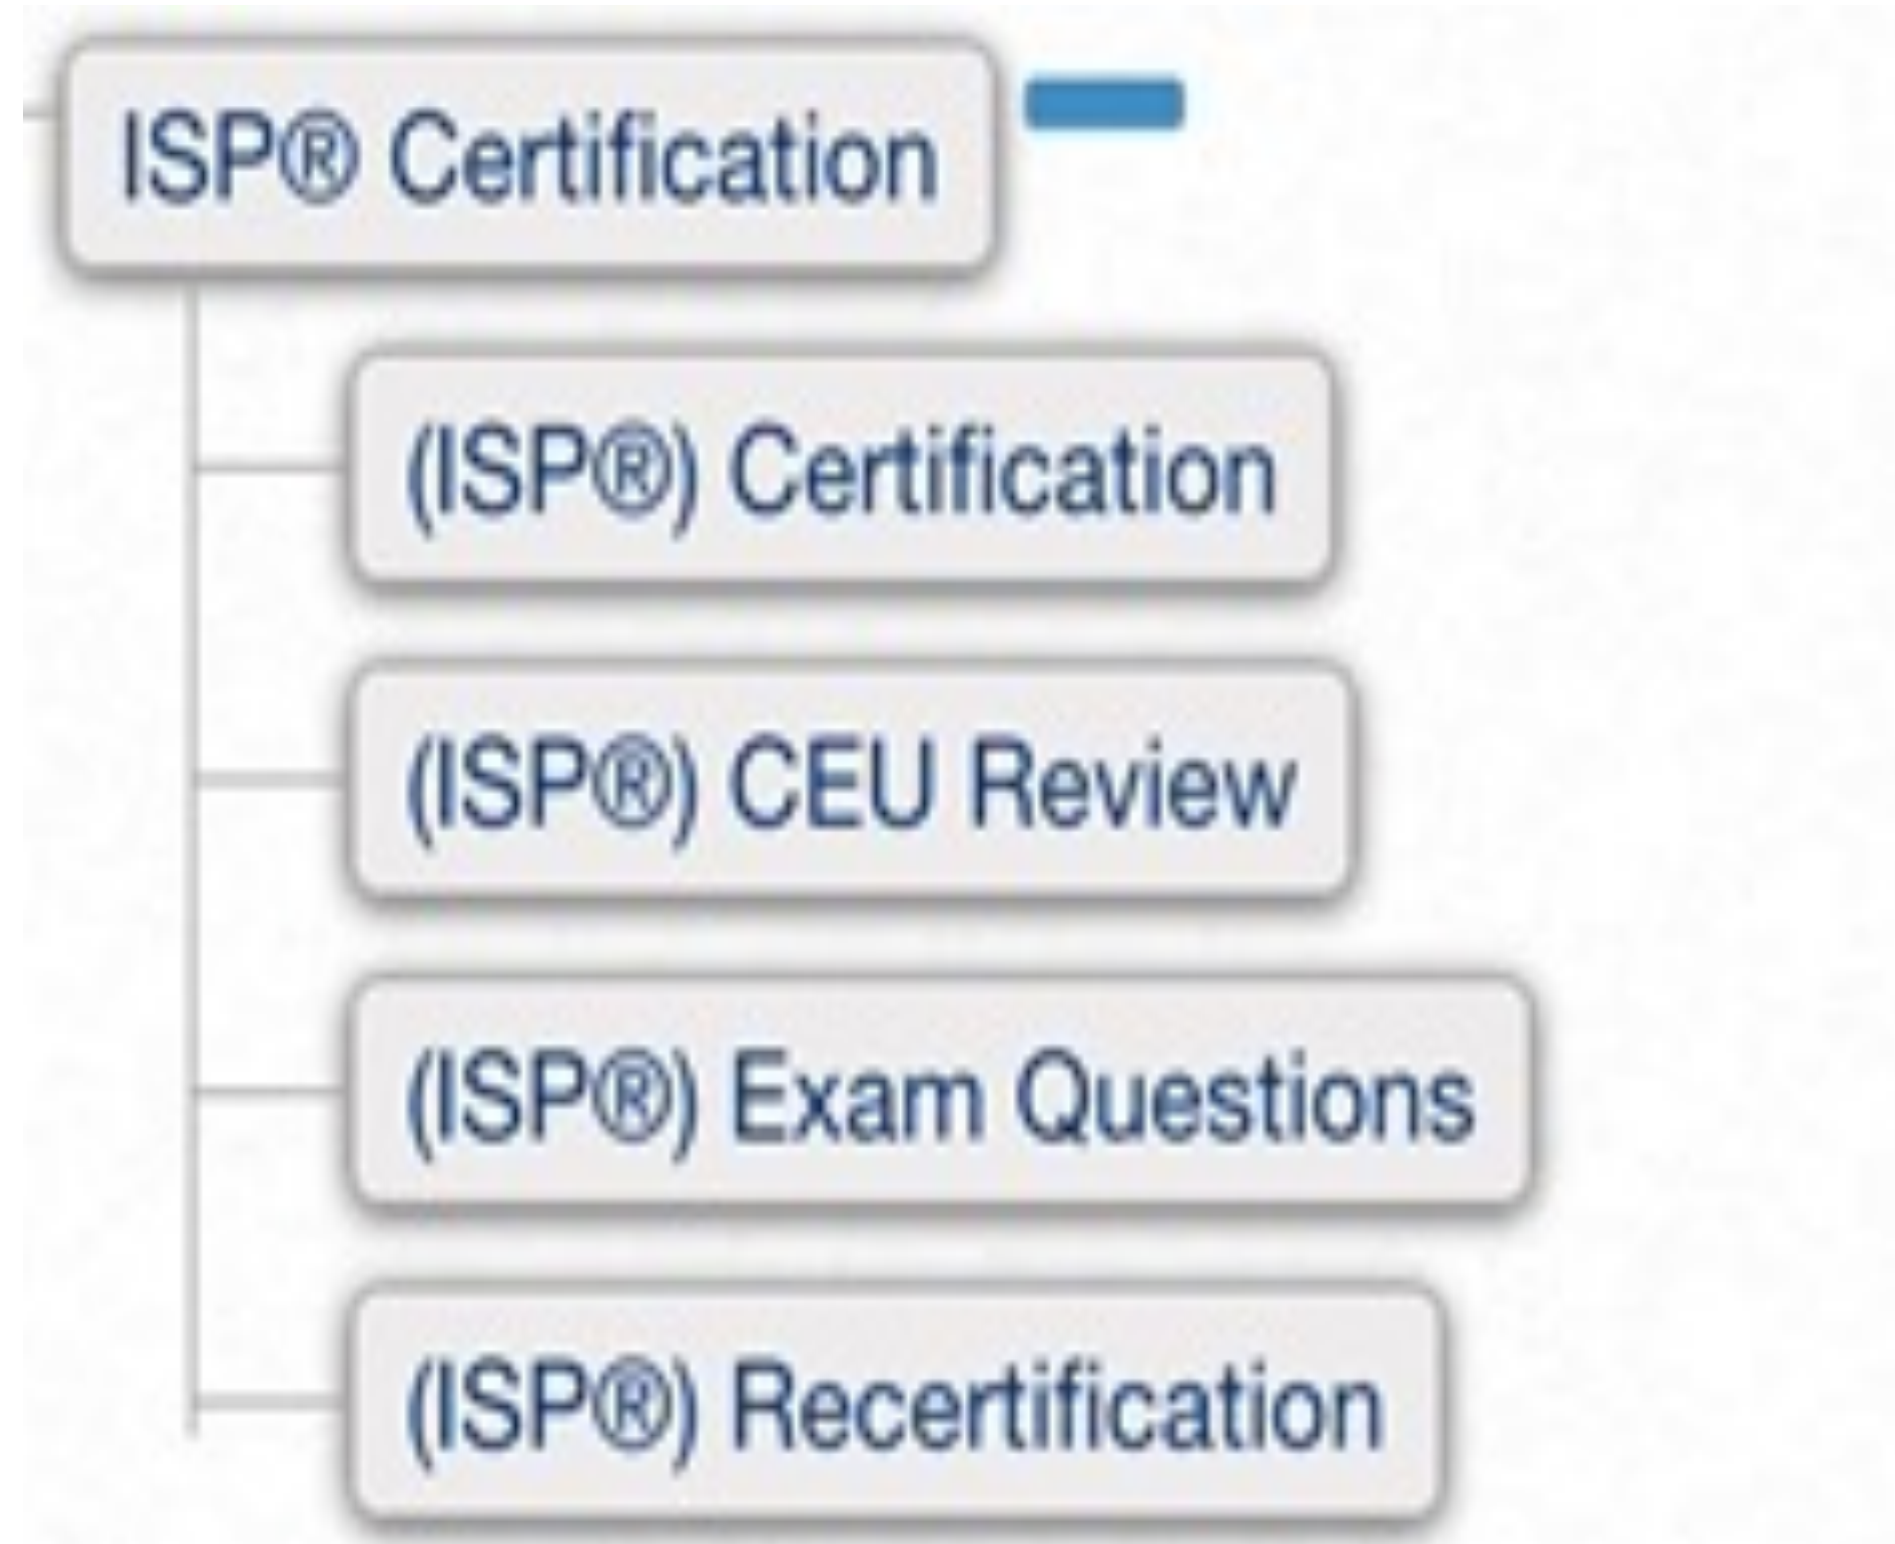 ISP® Certification
(ISP®) Certification
(ISP®) CEU Review
(ISP®) Exam Questions
(ISP®) Recertification